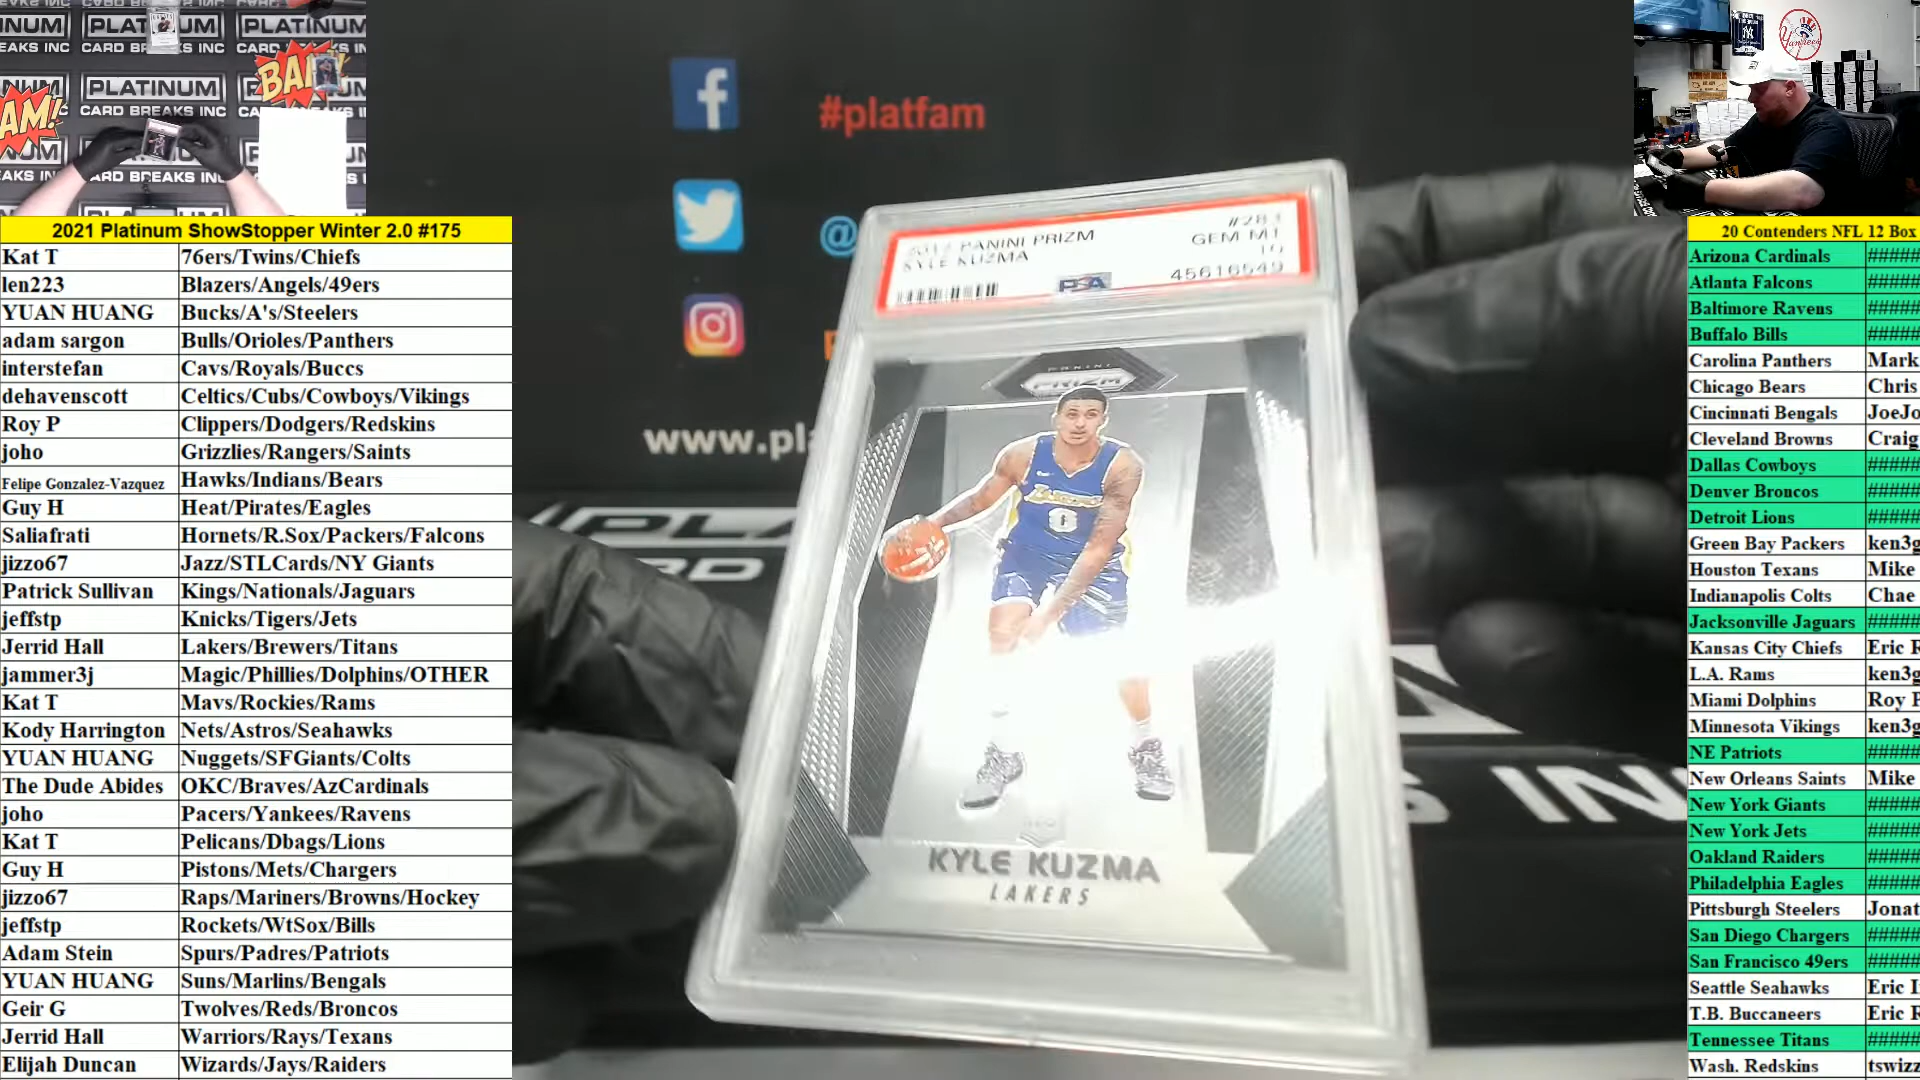 PLATINUM
CARD BREAKS INC
BAM!
#platfam
@
www.pla
2017 PANINI PRIZM #283
KYLE KUZMA GEM MT
10
PSA 45616549
PANINI
PRIZM
LAKERS
0
KYLE KUZMA
LAKERS
Yankees
2021 Platinum ShowStopper Winter 2.0 #175
Kat T 76ers/Twins/Chiefs
len223 Blazers/Angels/49ers
YUAN HUANG Bucks/A's/Steelers
adam sargon Bulls/Orioles/Panthers
interstefan Cavs/Royals/Buccs
dehavenscott Celtics/Cubs/Cowboys/Vikings
Roy P Clippers/Dodgers/Redskins
joho Grizzlies/Rangers/Saints
Felipe Gonzalez-Vazquez Hawks/Indians/Bears
Guy H Heat/Pirates/Eagles
Saliafrati Hornets/R.Sox/Packers/Falcons
jizzo67 Jazz/STLCards/NY Giants
Patrick Sullivan Kings/Nationals/Jaguars
jeffstp Knicks/Tigers/Jets
Jerrid Hall Lakers/Brewers/Titans
jammer3j Magic/Phillies/Dolphins/OTHER
Kat T Mavs/Rockies/Rams
Kody Harrington Nets/Astros/Seahawks
YUAN HUANG Nuggets/SFGiants/Colts
The Dude Abides OKC/Braves/AzCardinals
joho Pacers/Yankees/Ravens
Kat T Pelicans/Dbags/Lions
Guy H Pistons/Mets/Chargers
jizzo67 Raps/Mariners/Browns/Hockey
jeffstp Rockets/WtSox/Bills
Adam Stein Spurs/Padres/Patriots
YUAN HUANG Suns/Marlins/Bengals
Geir G Twolves/Reds/Broncos
Jerrid Hall Warriors/Rays/Texans
Elijah Duncan Wizards/Jays/Raiders
20 Contenders NFL 12 Box
Arizona Cardinals #####
Atlanta Falcons #####
Baltimore Ravens #####
Buffalo Bills #####
Carolina Panthers Mark
Chicago Bears Chris
Cincinnati Bengals JoeJo
Cleveland Browns Craig
Dallas Cowboys #####
Denver Broncos #####
Detroit Lions #####
Green Bay Packers ken3g
Houston Texans Mike
Indianapolis Colts Chae
Jacksonville Jaguars #####
Kansas City Chiefs Eric R
L.A. Rams ken3g
Miami Dolphins Roy P
Minnesota Vikings ken3g
NE Patriots #####
New Orleans Saints Mike
New York Giants #####
New York Jets #####
Oakland Raiders #####
Philadelphia Eagles #####
Pittsburgh Steelers Jonat
San Diego Chargers #####
San Francisco 49ers #####
Seattle Seahawks Eric I
T.B. Buccaneers Eric R
Tennessee Titans #####
Wash. Redskins tswizz